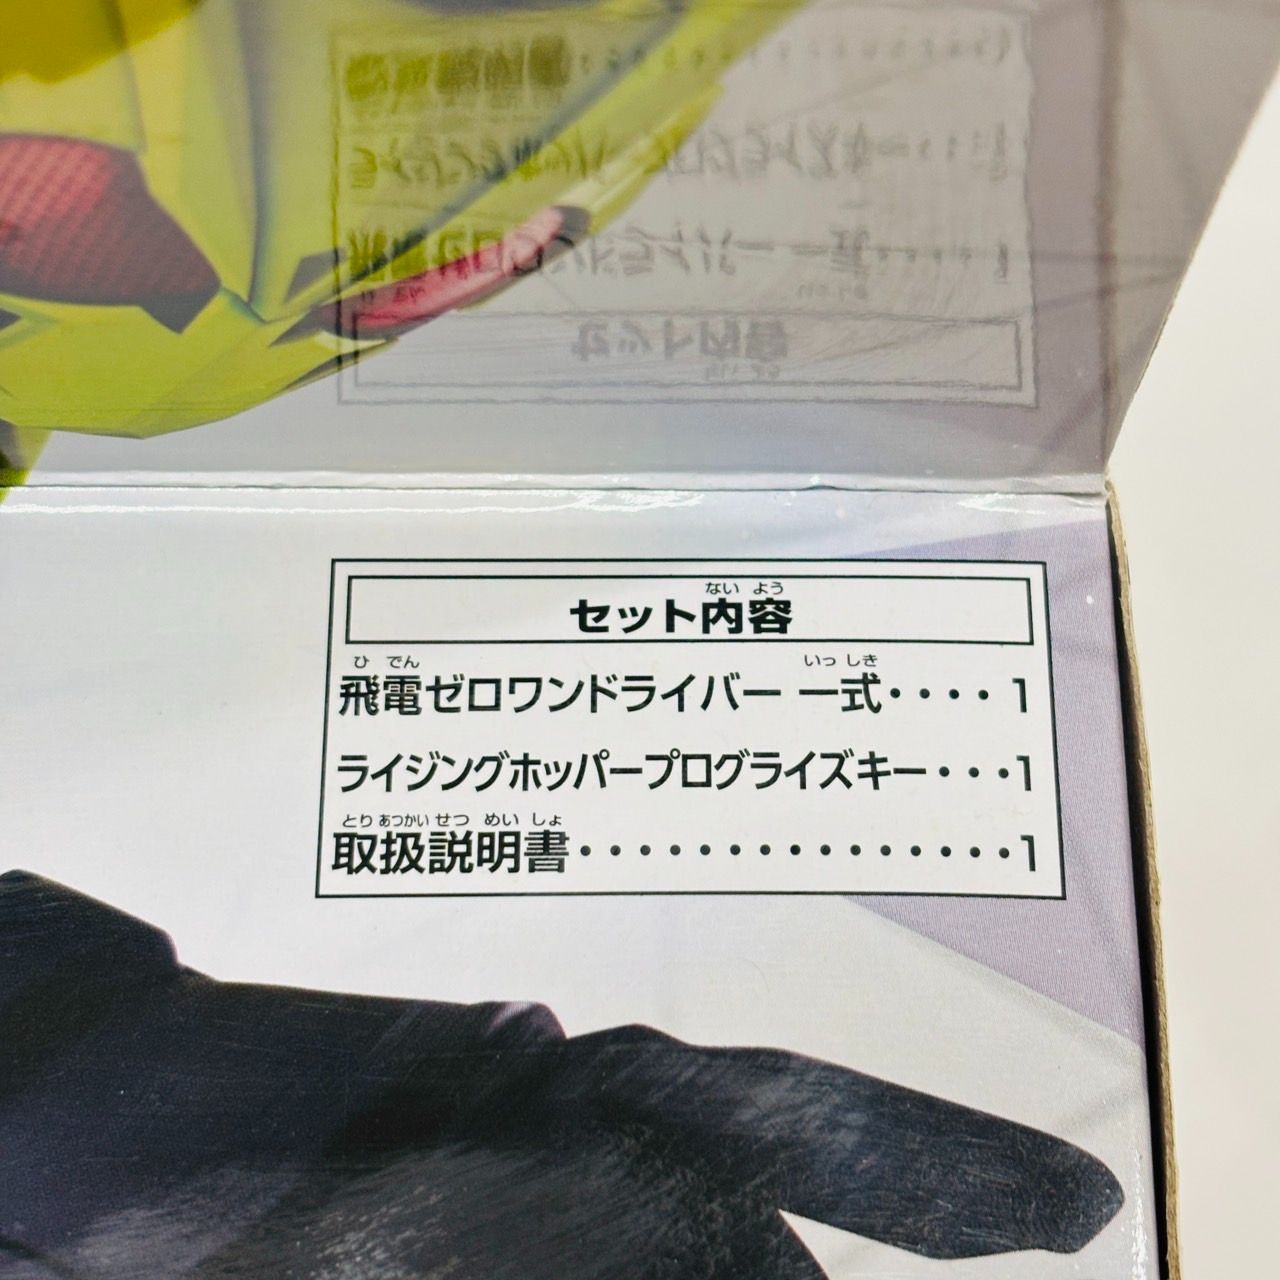 セット内容
ない よう
飛電ゼロワンドライバー 一式････1
ひ でん いっ しき
ライジングホッパープログライズキー･･･1
取扱説明書･･････････････････1
とり あつかい せつ めい しょ